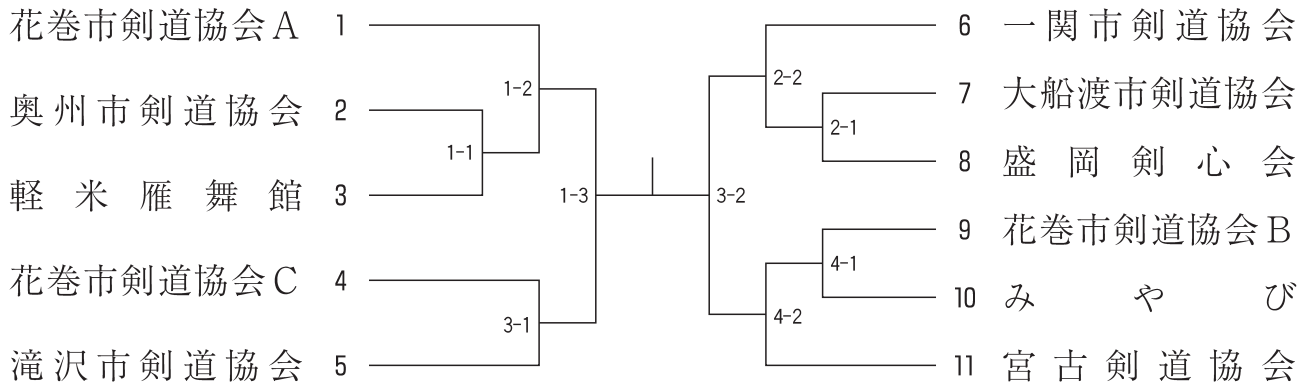 花巻市剣道協会A 1
奥州市剣道協会 2
軽米雁舞館 3
花巻市剣道協会C 4
滝沢市剣道協会 5
1-2
1-1
1-3
3-1
6 一関市剣道協会
7 大船渡市剣道協会
8 盛岡剣心会
9 花巻市剣道協会B
10 みやび
11 宮古剣道協会
2-2
2-1
3-2
4-1
4-2